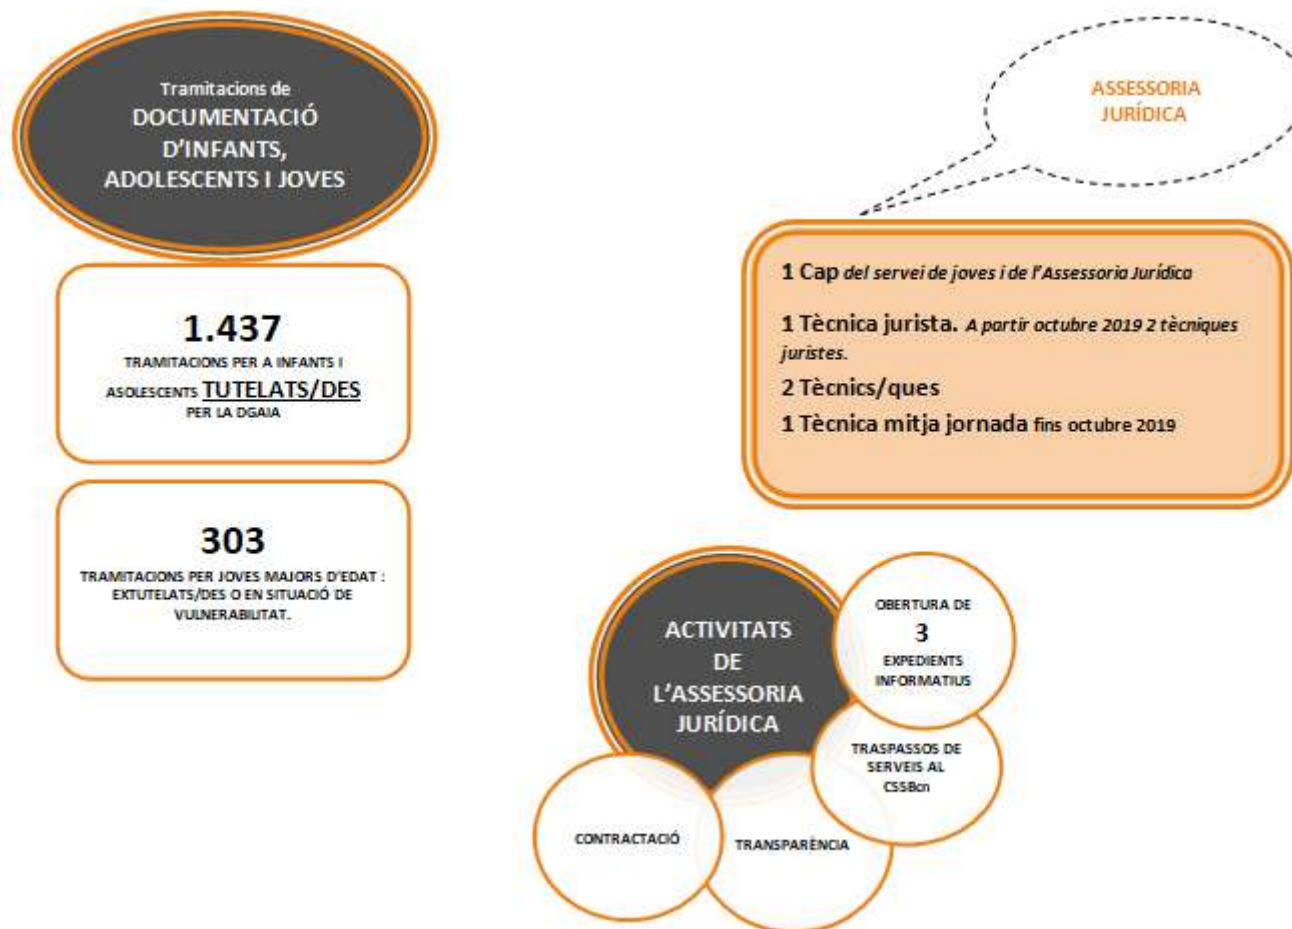 Tramitacions de
DOCUMENTACIÓ
D'INFANTS,
ADOLESCENTS I JOVES
1.437
TRAMITACIONS PER A INFANTS I
ASOLESCENTS TUTELATS/DES
PER LA DGAIA
303
TRAMITACIONS PER JOVES MAJORS D'EDAT :
EXTUTELATS/DES O EN SITUACIÓ DE
VULNERABILITAT.
ASSESSORIA
JURÍDICA
1 Cap del servei de joves i de l'Assessoria Jurídica
1 Tècnica jurista. A partir octubre 2019 2 tècniques
juristes.
2 Tècnics/ques
1 Tècnica mitja jornada fins octubre 2019
ACTIVITATS
DE
L'ASSESSORIA
JURÍDICA
OBERTURA DE
3
EXPEDIENTS
INFORMATIUS
TRASPASSOS DE
SERVEIS AL
CSSBcn
TRANSPARÈNCIA
CONTRACTACIÓ